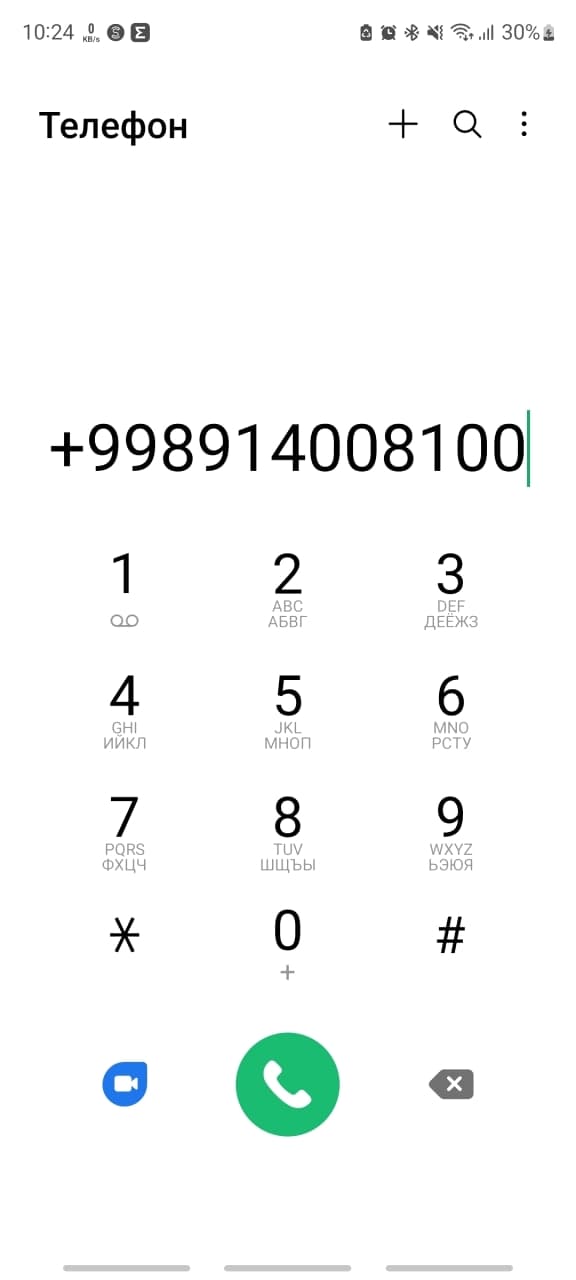 10:24 0 KB/s S Σ 30%
Телефон
+998914008100
1 2 3
ABC DEF
АБВГ ДЕЁЖЗ
4 5 6
GHI JKL MNO
ИЙКЛ МНОП РСТУ
7 8 9
PQRS TUV WXYZ
ФХЦЧ ШЩЪЫ ЬЭЮЯ
* 0 #
+